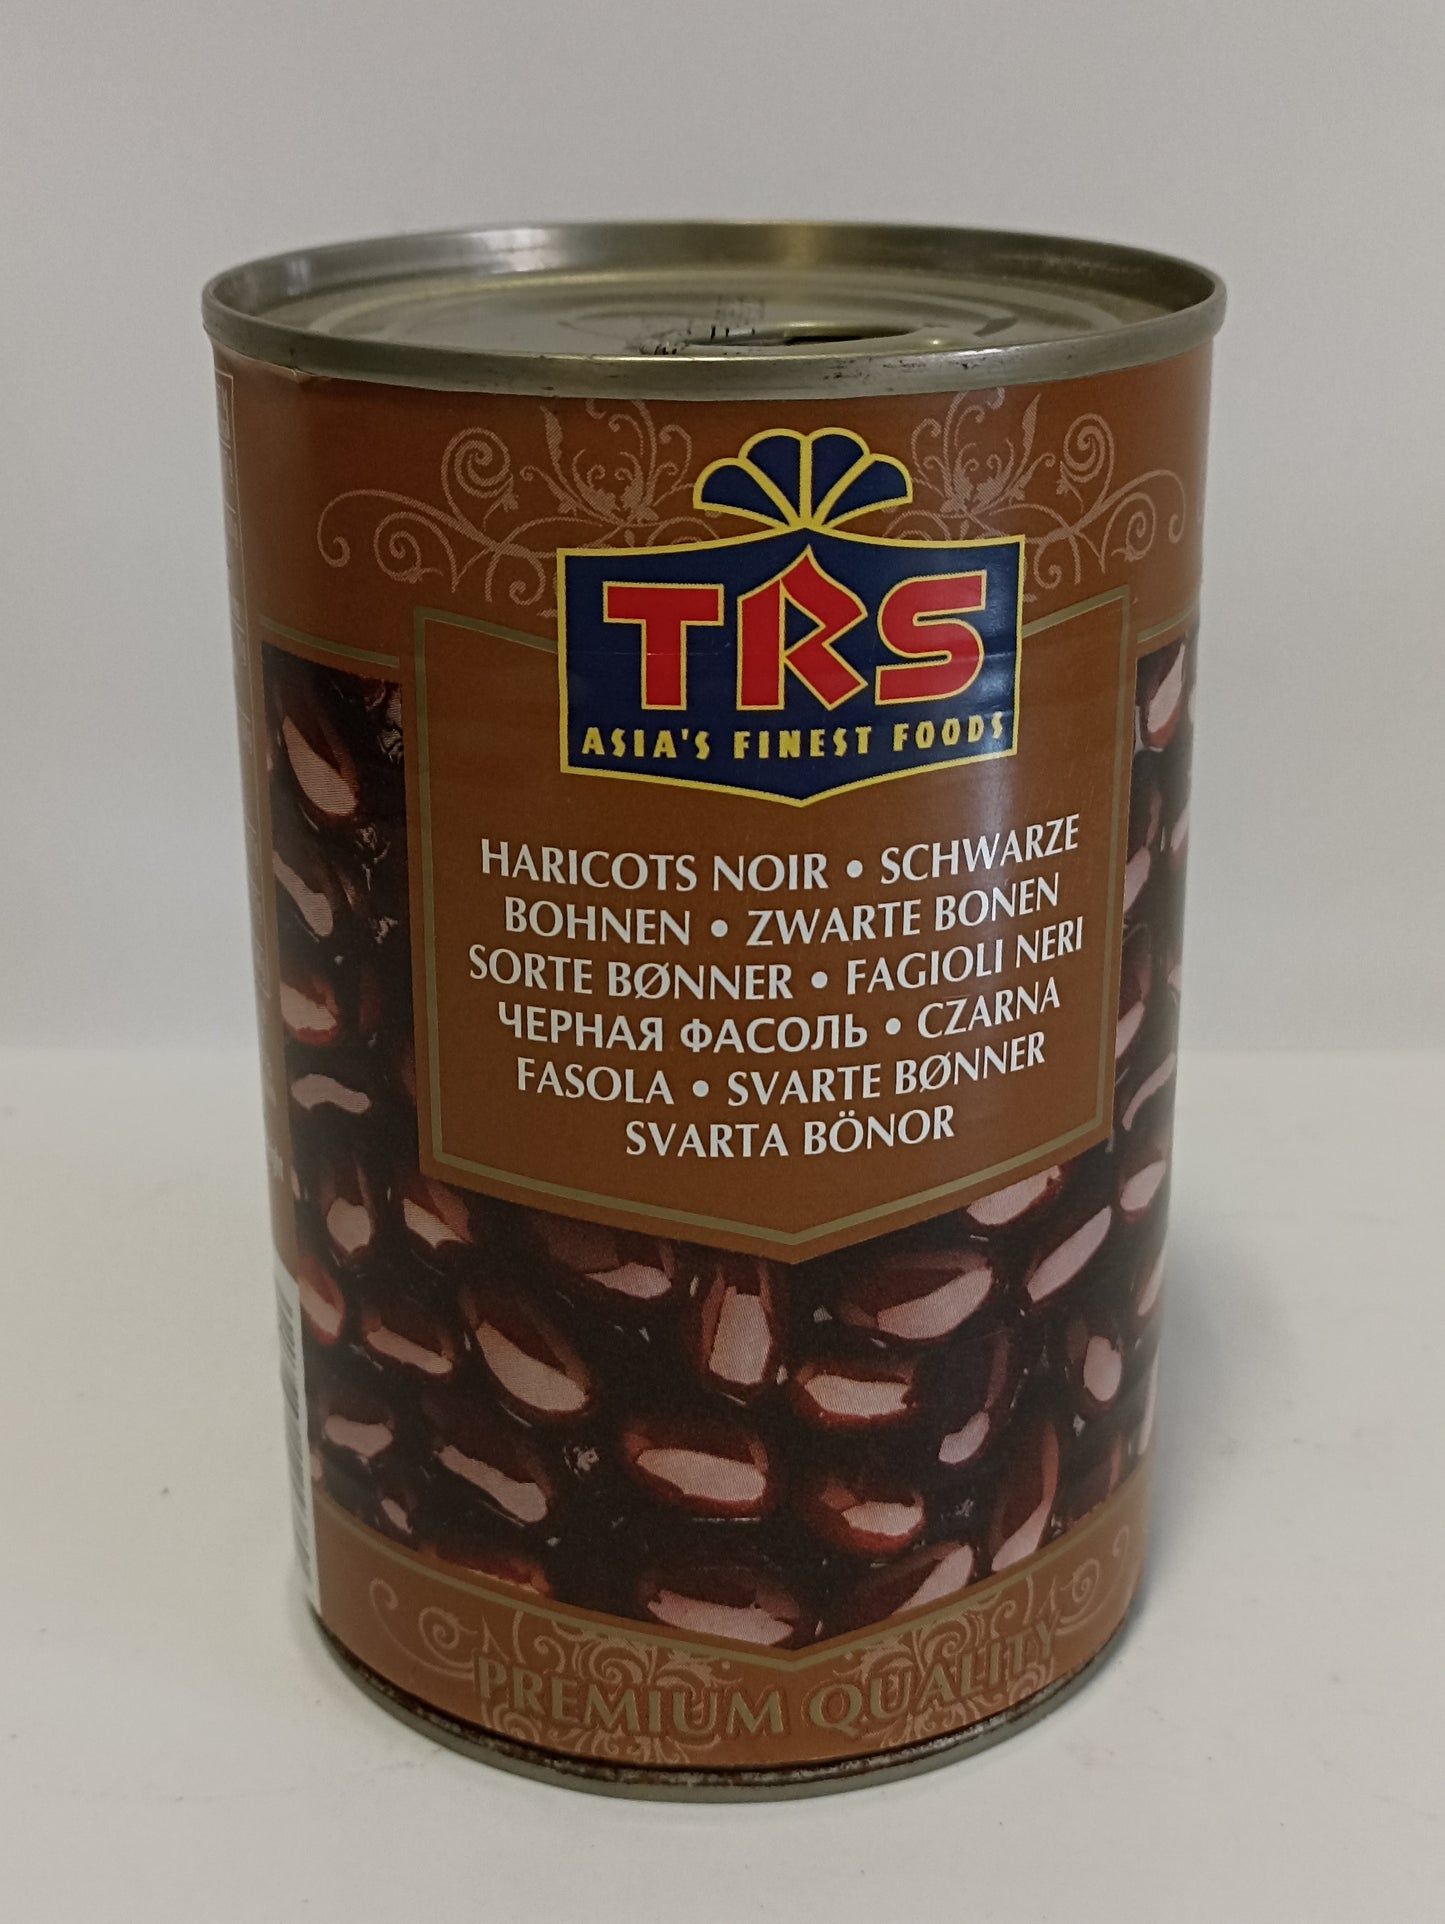 TRS
ASIA'S FINEST FOODS
HARICOTS NOIR • SCHWARZE
BOHNEN • ZWARTE BONEN
SORTE BØNNER • FAGIOLI NERI
ЧЕРНАЯ ФАСОЛЬ • CZARNA
FASOLA • SVARTE BØNNER
SVARTA BÖNOR
PREMIUM QUALITY